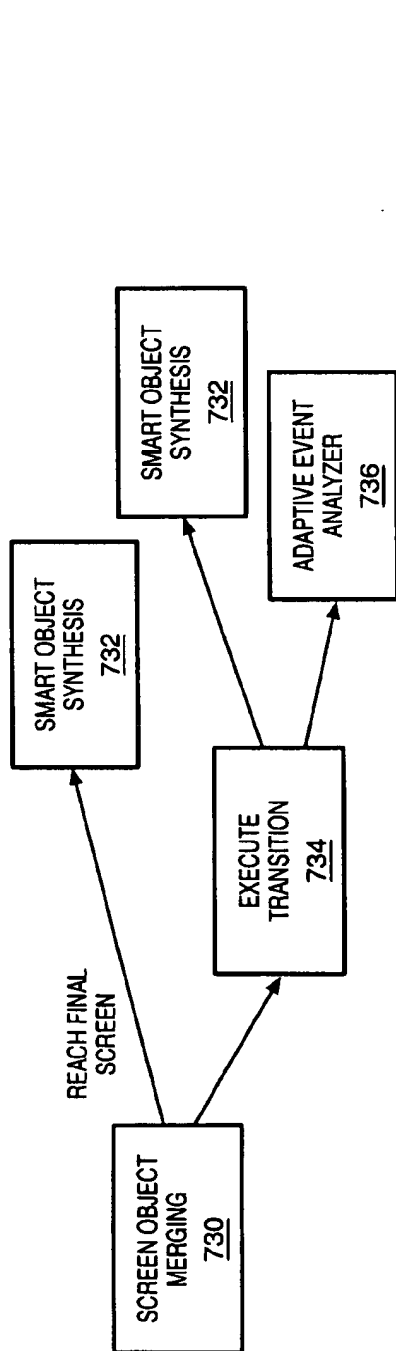 SCREEN OBJECT
MERGING
730
REACH FINAL
SCREEN
SMART OBJECT
SYNTHESIS
732
EXECUTE
TRANSITION
734
SMART OBJECT
SYNTHESIS
732
ADAPTIVE EVENT
ANALYZER
736